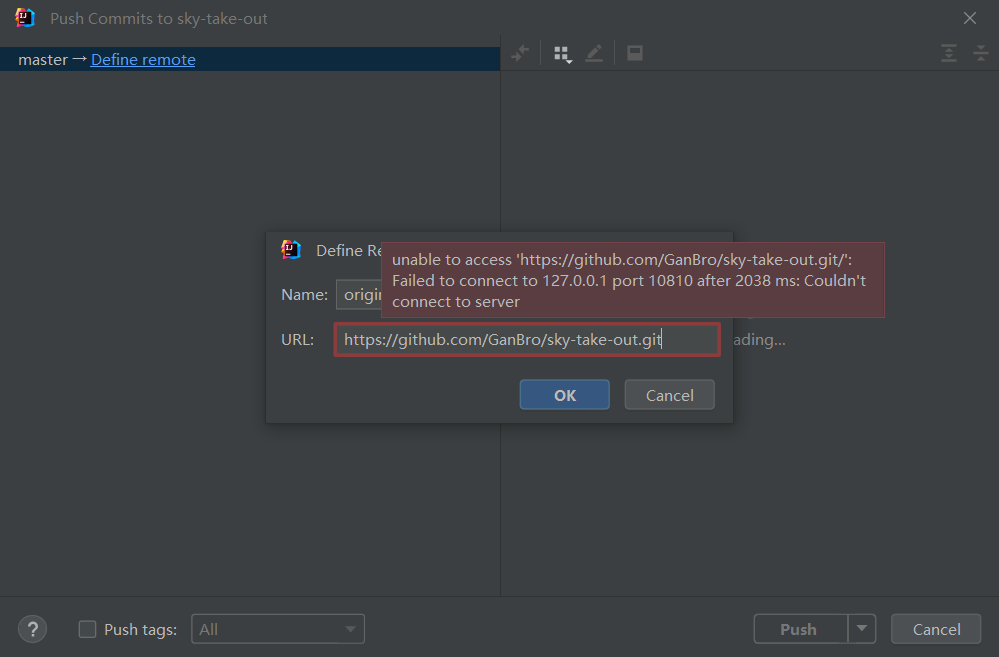 Push Commits to sky-take-out
master → Define remote
Define Re
unable to access 'https://github.com/GanBro/sky-take-out.git/':
Failed to connect to 127.0.0.1 port 10810 after 2038 ms: Couldn't
connect to server
Name: origin
URL: https://github.com/GanBro/sky-take-out.git
ading...
OK Cancel
? Push tags: All Push Cancel